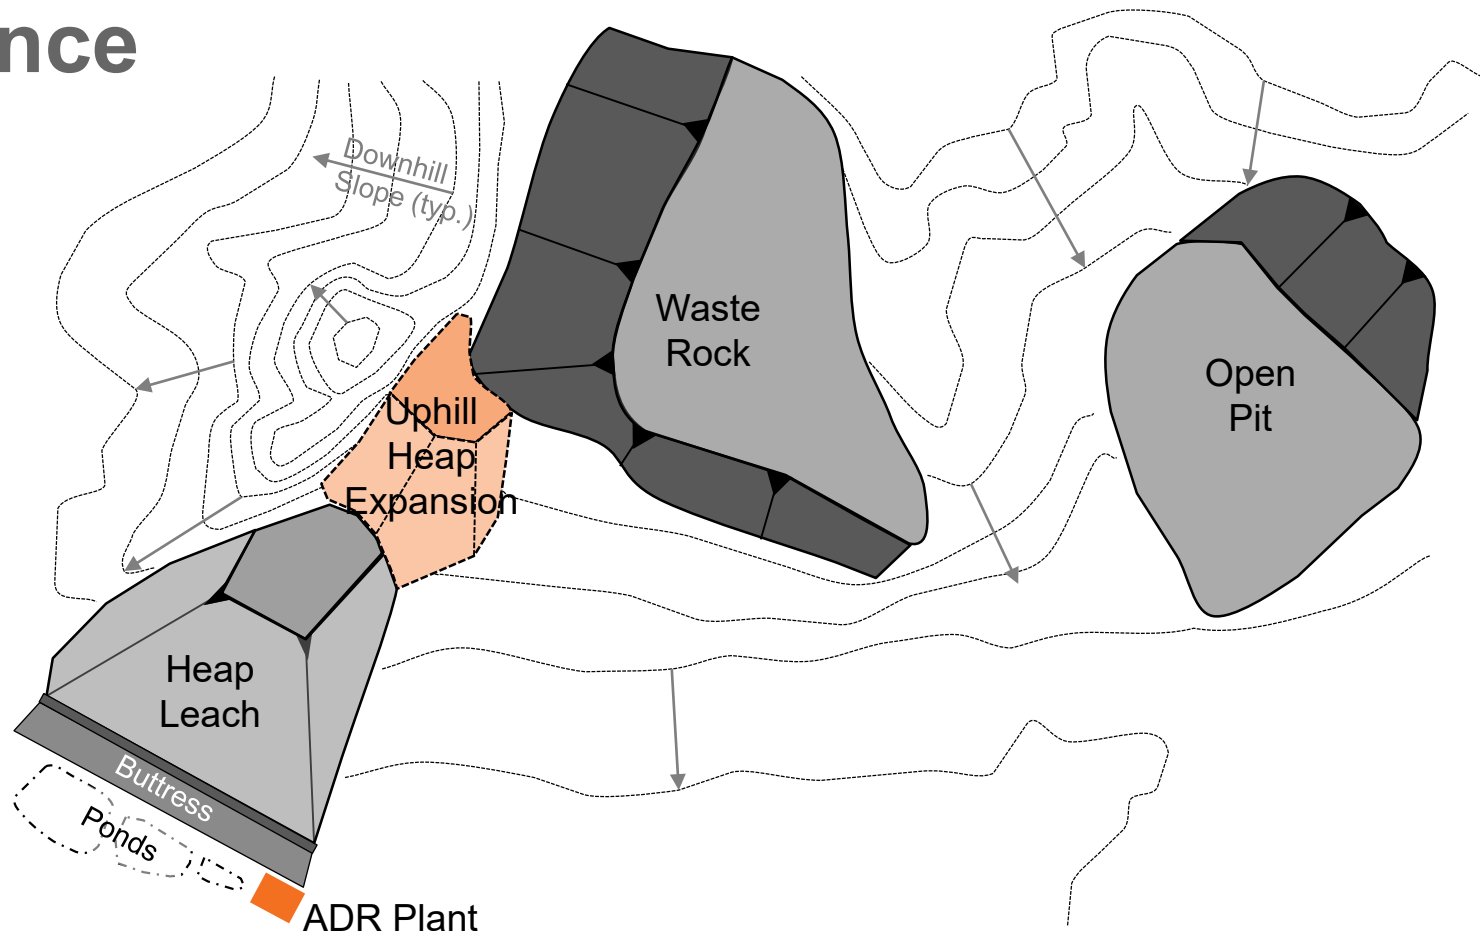 nce
Downhill
Slope (typ.)
Waste
Rock
Open
Pit
Uphill
Heap
Expansion
Heap
Leach
Buttress
Ponds
ADR Plant